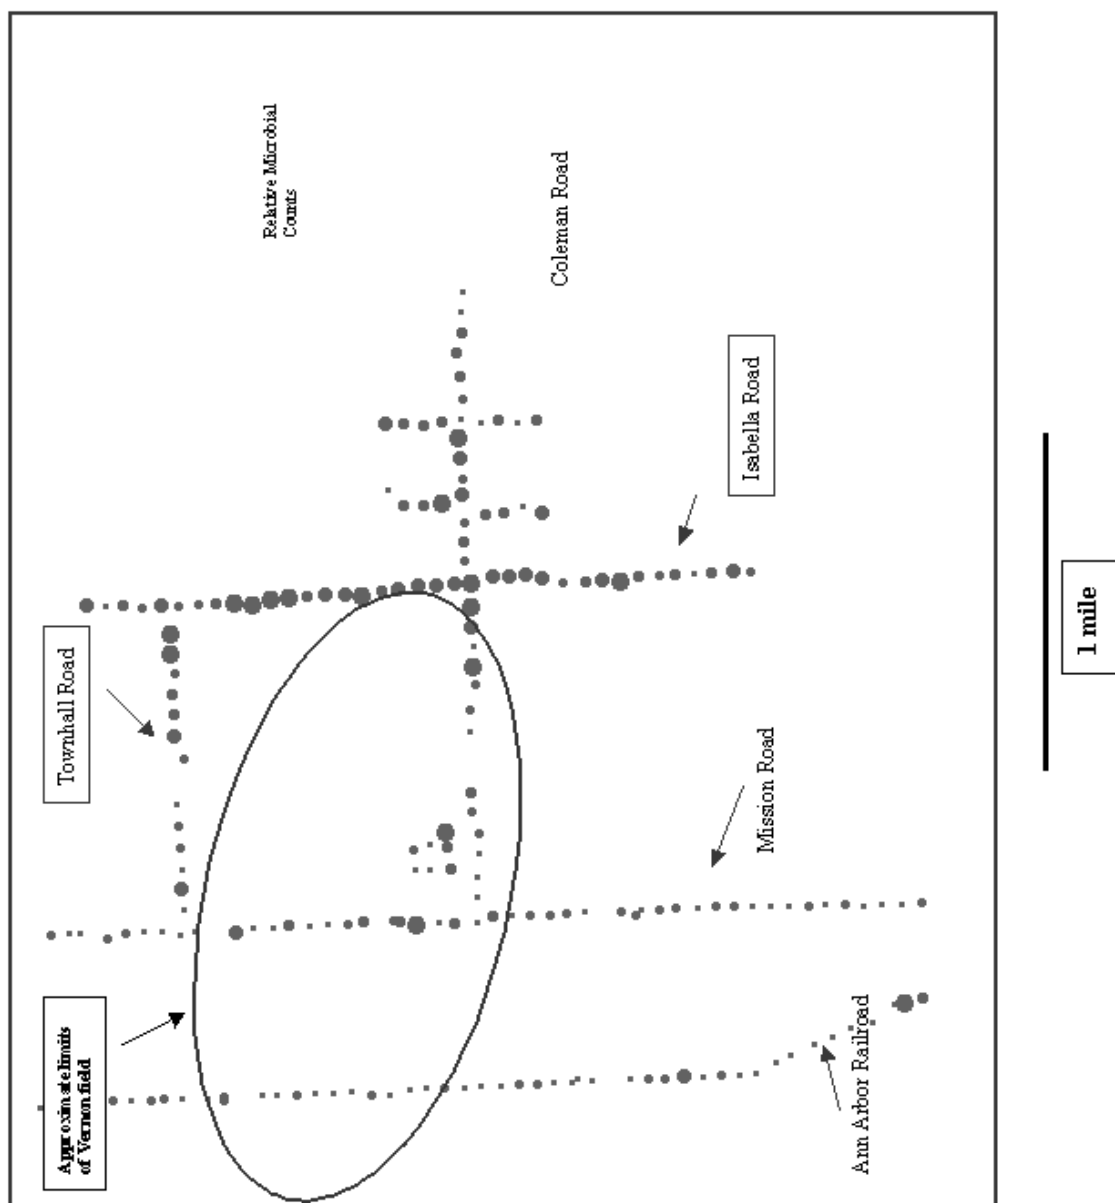 Relative Microbial
Counts
Coleman Road
Isabella Road
1 mile
Townhall Road
Mission Road
Approximate limits
of Vernon field
Ann Arbor Railroad